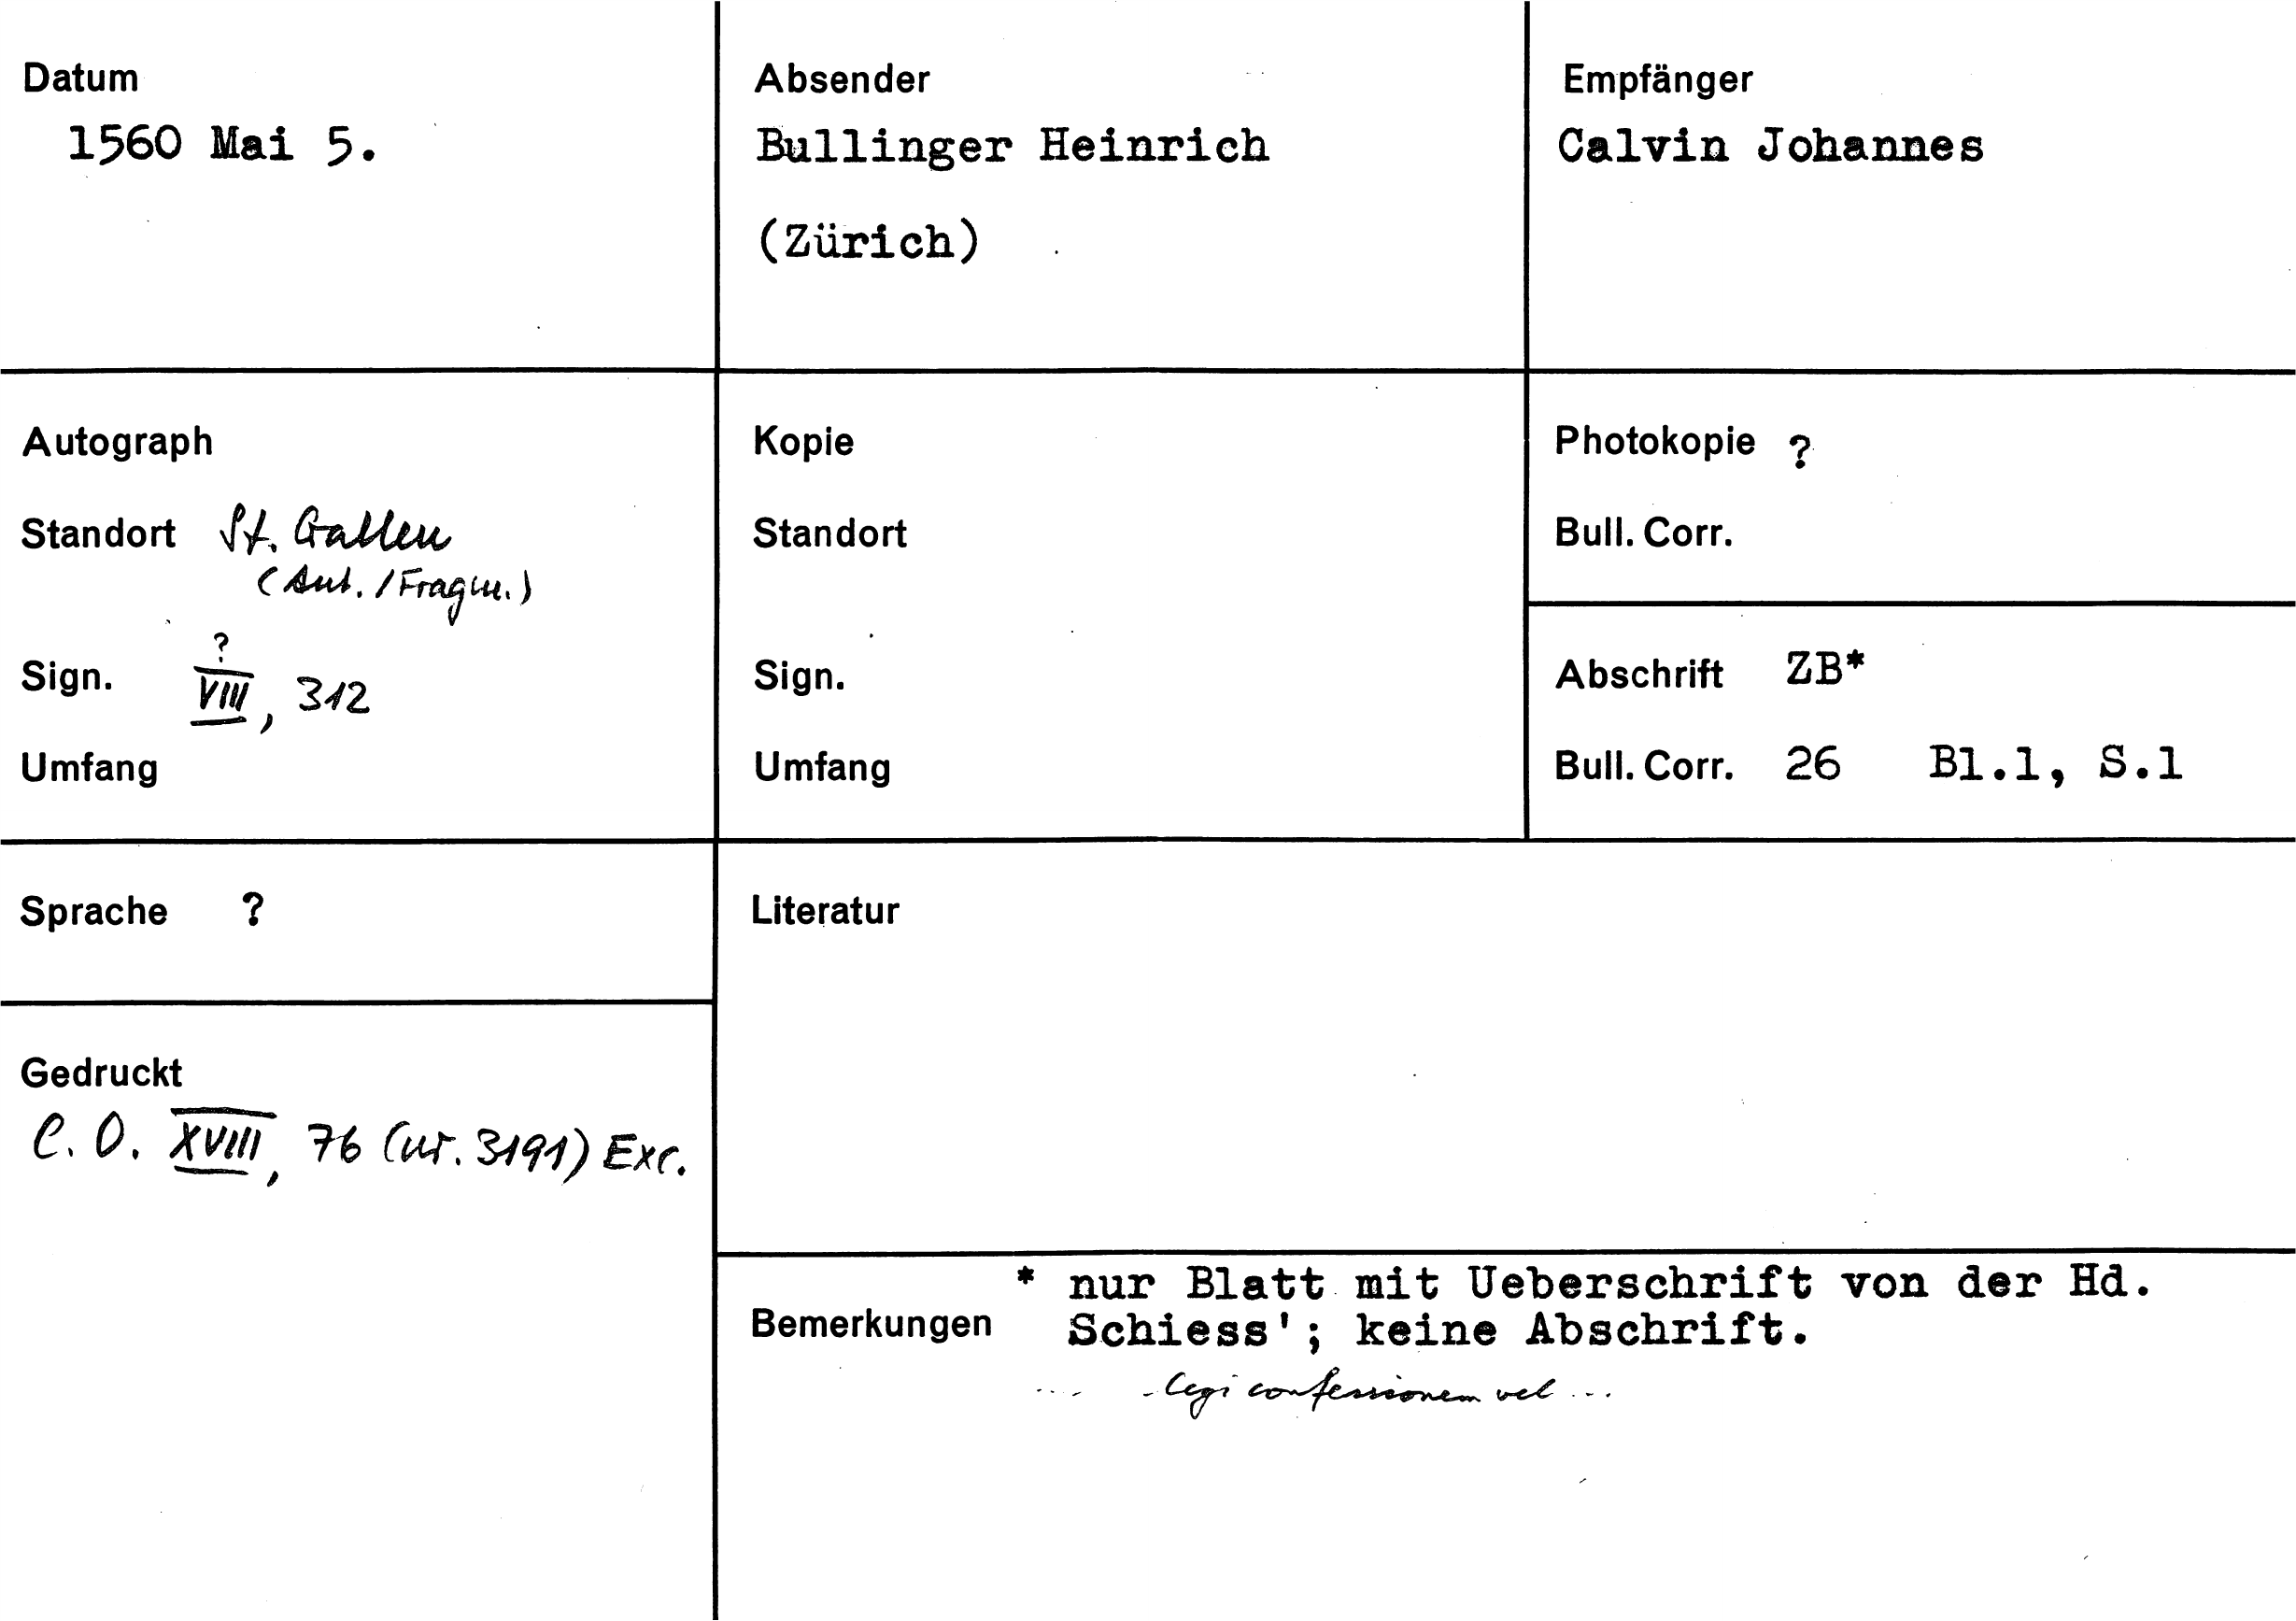 Datum
1560 Mai 5.
Absender
Bullinger Heinrich
(Zürich)
Empfänger
Calvin Johannes
Autograph
Standort St. Gallen
(Aut. / Fragm.)
Sign. ? VIII, 312
Umfang
Kopie
Standort
Sign.
Umfang
Photokopie ?
Bull. Corr.
Abschrift ZB*
Bull. Corr. 26 Bl.1, S.1
Sprache ?
Literatur
Gedruckt
C. O. XVIII, 76 (nr. 3191) Exc.
Bemerkungen
* nur Blatt mit Ueberschrift von der Hd.
Schiess'; keine Abschrift.
... - legi confessionem vel ...